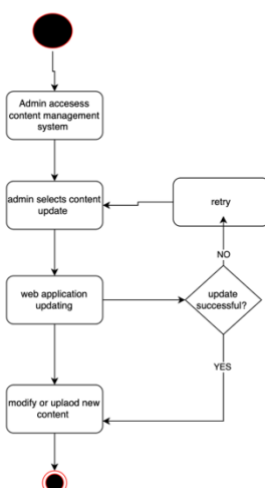 Admin accesess
content management
system
admin selects content
update
retry
NO
web application
updating
update
successful?
YES
modify or uplaod new
content